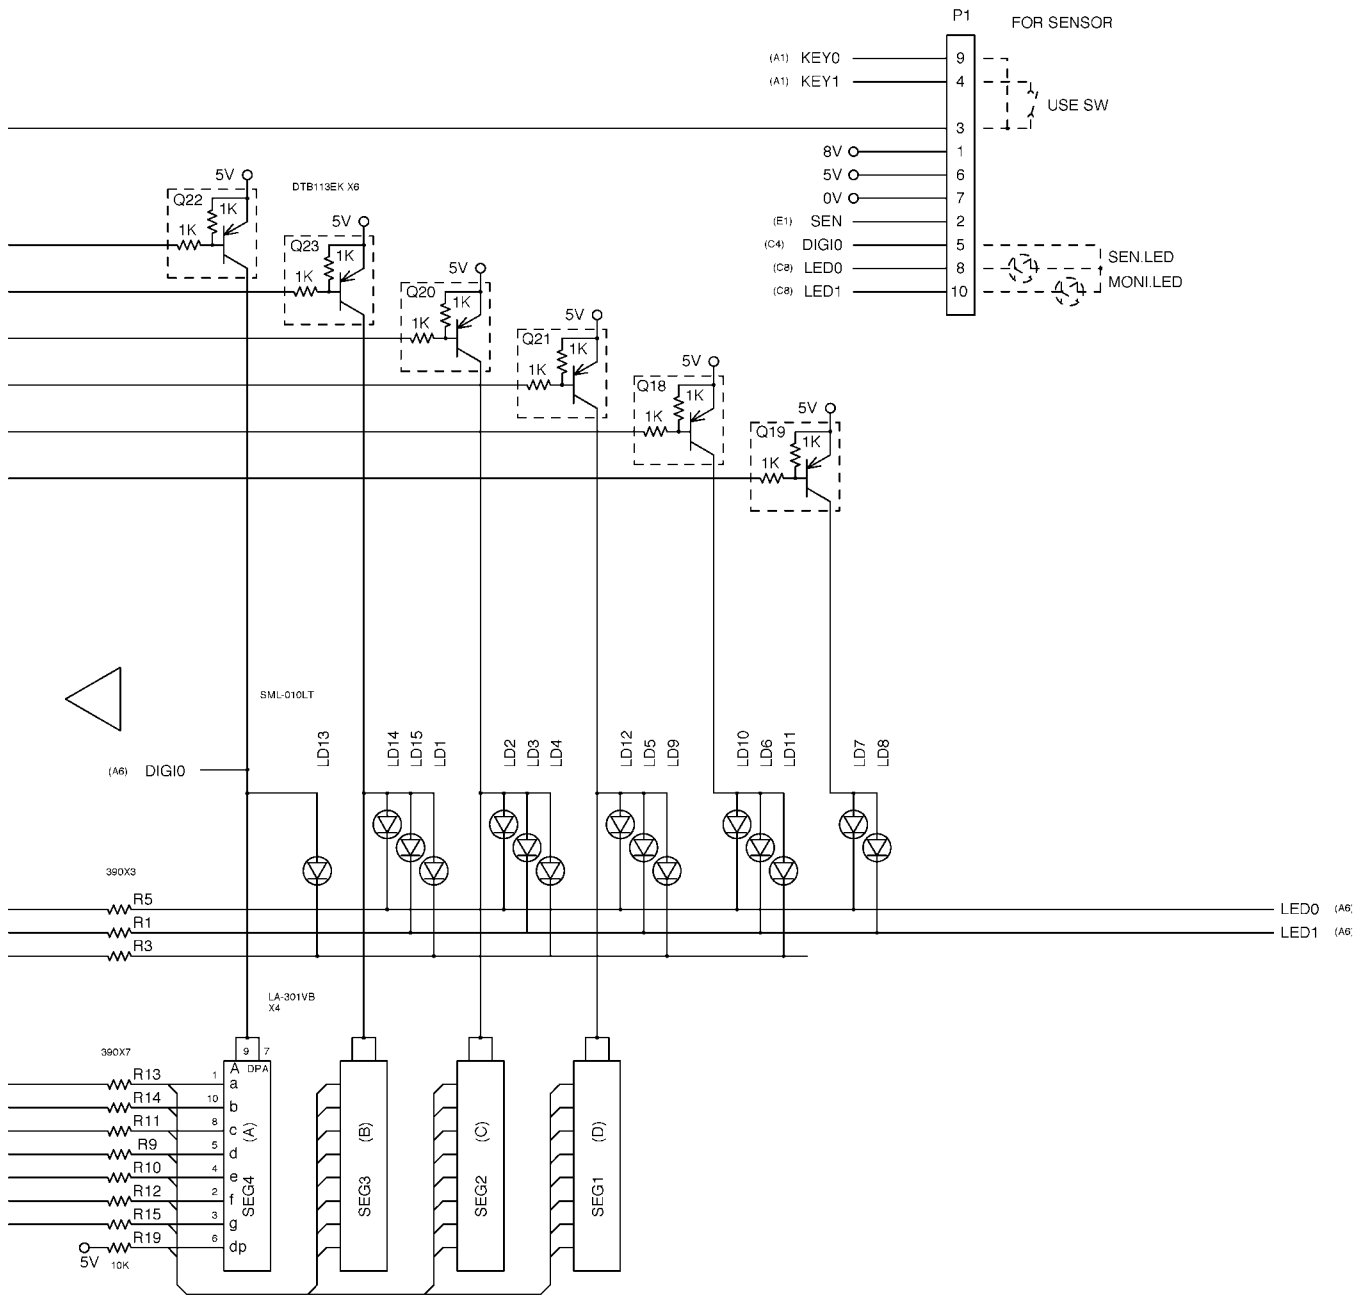 P1
FOR SENSOR
(A1) KEY0 9
(A1) KEY1 4
USE SW
3
8V 1
5V 6
0V 7
(E1) SEN 2
(C4) DIGI0 5
SEN.LED
(C8) LED0 8
MONI.LED
(C8) LED1 10
5V
DTB113EK X6
Q22
1K
1K
5V
Q23
1K
1K
5V
Q20
1K
1K
5V
Q21
1K
1K
5V
Q18
1K
1K
5V
Q19
1K
1K
SML-010LT
LD13
LD14
LD15
LD1
LD2
LD3
LD4
LD12
LD5
LD9
LD10
LD6
LD11
LD7
LD8
(A6) DIGI0
390X3
R5
LED0 (A6)
R1
LED1 (A6)
R3
LA-301VB
X4
390X7
9 7
A DPA
R13 1 a
R14 10 b
R11 8 c
R9 5 d
R10 4 e
R12 2 f
R15 3 g
R19 6 dp
5V 10K
(A)
SEG4
(B)
SEG3
(C)
SEG2
(D)
SEG1